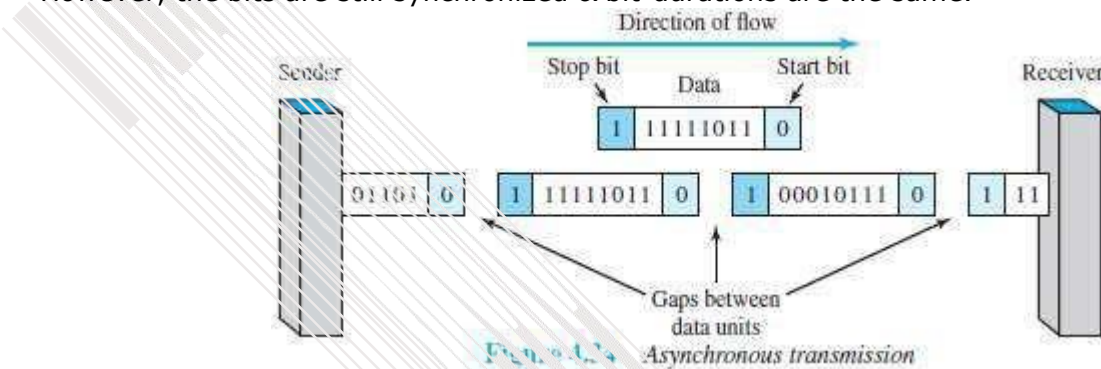 However, the bits are still synchronized & bit durations are the same.
Direction of flow
Sender
Stop bit
Start bit
Receiver
Data
1 11111011 0
01101 0
1 11111011 0
1 00010111 0
1 11
Gaps between
data units
Asynchronous transmission